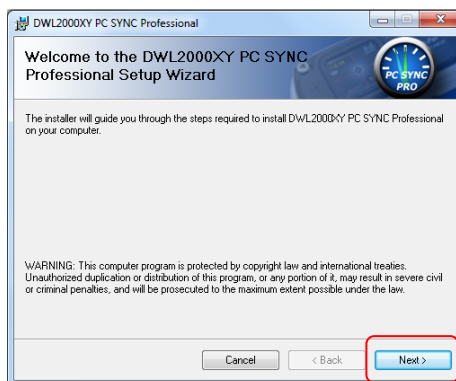 DWL2000XY PC SYNC Professional
Welcome to the DWL2000XY PC SYNC
Professional Setup Wizard
PC SYNC
PRO
The installer will guide you through the steps required to install DWL2000XY PC SYNC Professional
on your computer.
WARNING: This computer program is protected by copyright law and international treaties.
Unauthorized duplication or distribution of this program, or any portion of it, may result in severe civil
or criminal penalties, and will be prosecuted to the maximum extent possible under the law.
Cancel
< Back
Next >